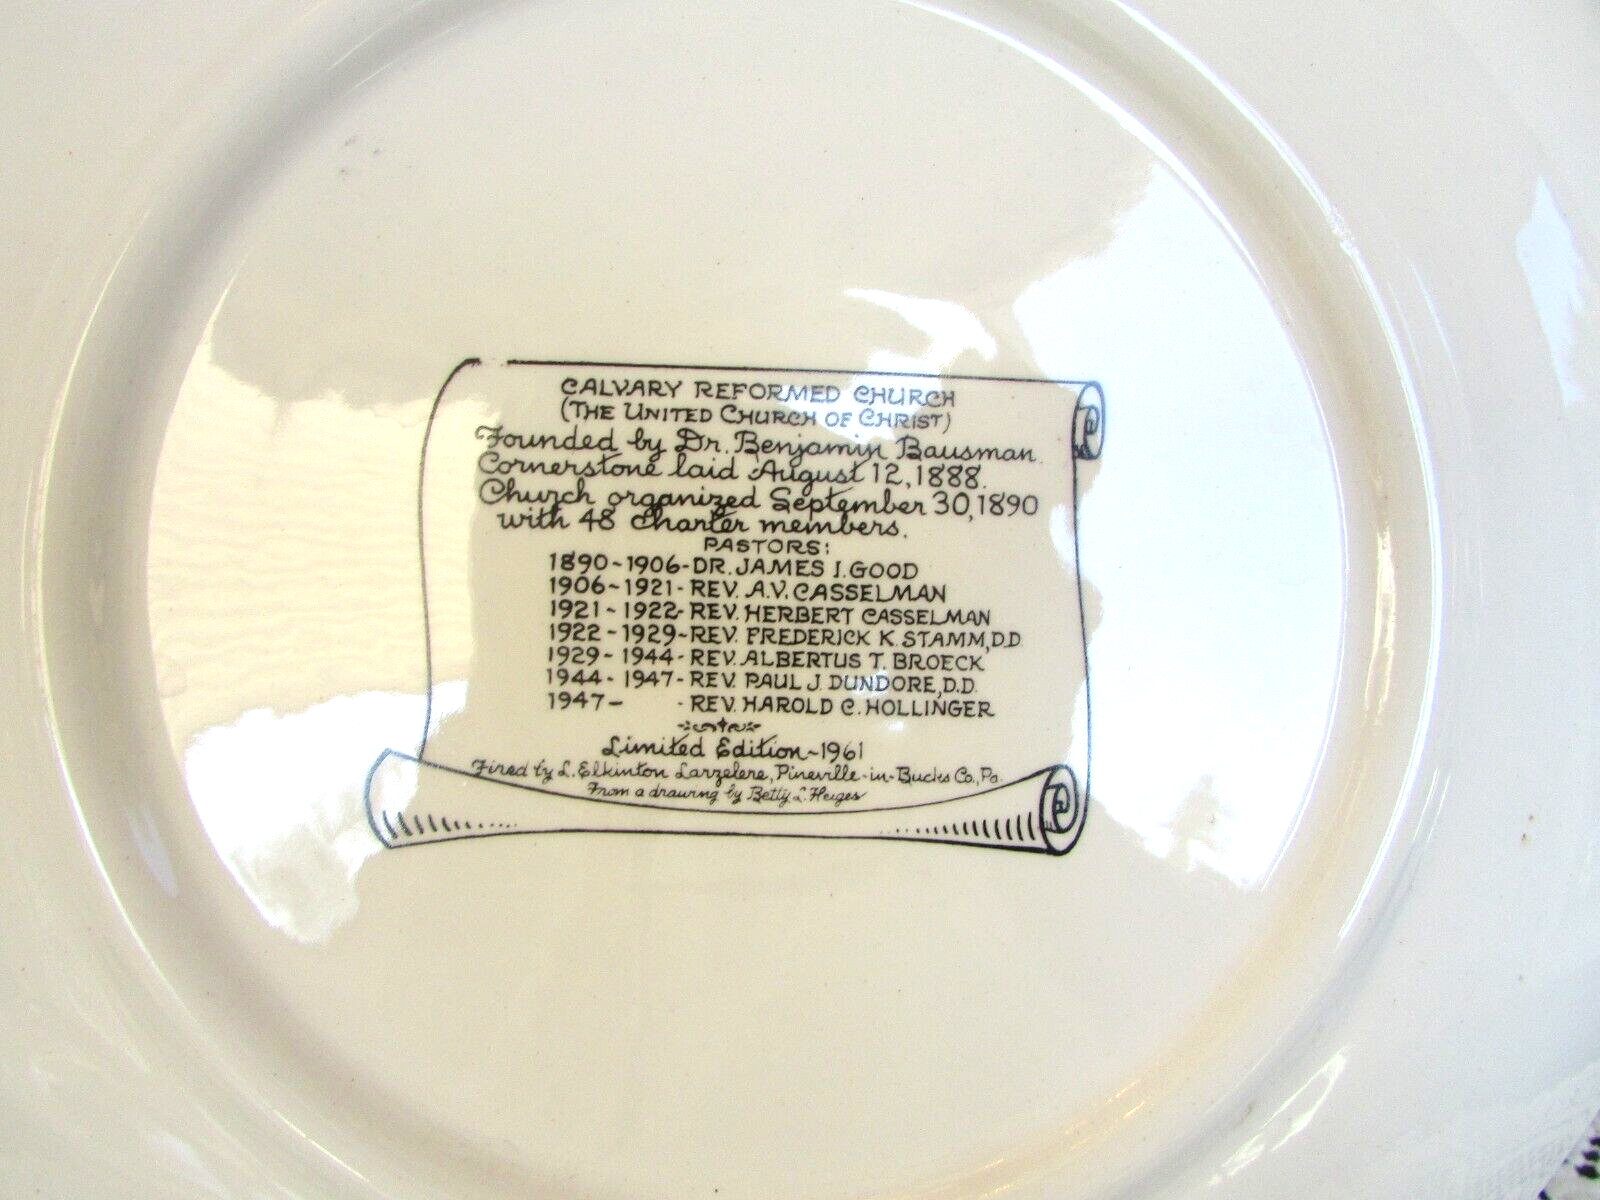 CALVARY REFORMED CHURCH
(THE UNITED CHURCH OF CHRIST)
Founded by Dr. Benjamin Bausman.
Cornerstone laid August 12, 1888.
Church organized September 30, 1890
with 48 charter members.
PASTORS:
1890~1906-DR. JAMES I. GOOD
1906~1921-REV. A.V. CASSELMAN
1921~1922-REV. HERBERT CASSELMAN
1922-1929~REV. FREDERICK K. STAMM, D.D.
1929-1944-REV. ALBERTUS T. BROECK
1944-1947-REV. PAUL J. DUNDORE, D.D.
1947- -REV. HAROLD C. HOLLINGER
Limited Edition~1961
Fired by L. Elkinton Larzelere, Pineville-in-Bucks Co., Pa.
From a drawing by Betty L. Heiges